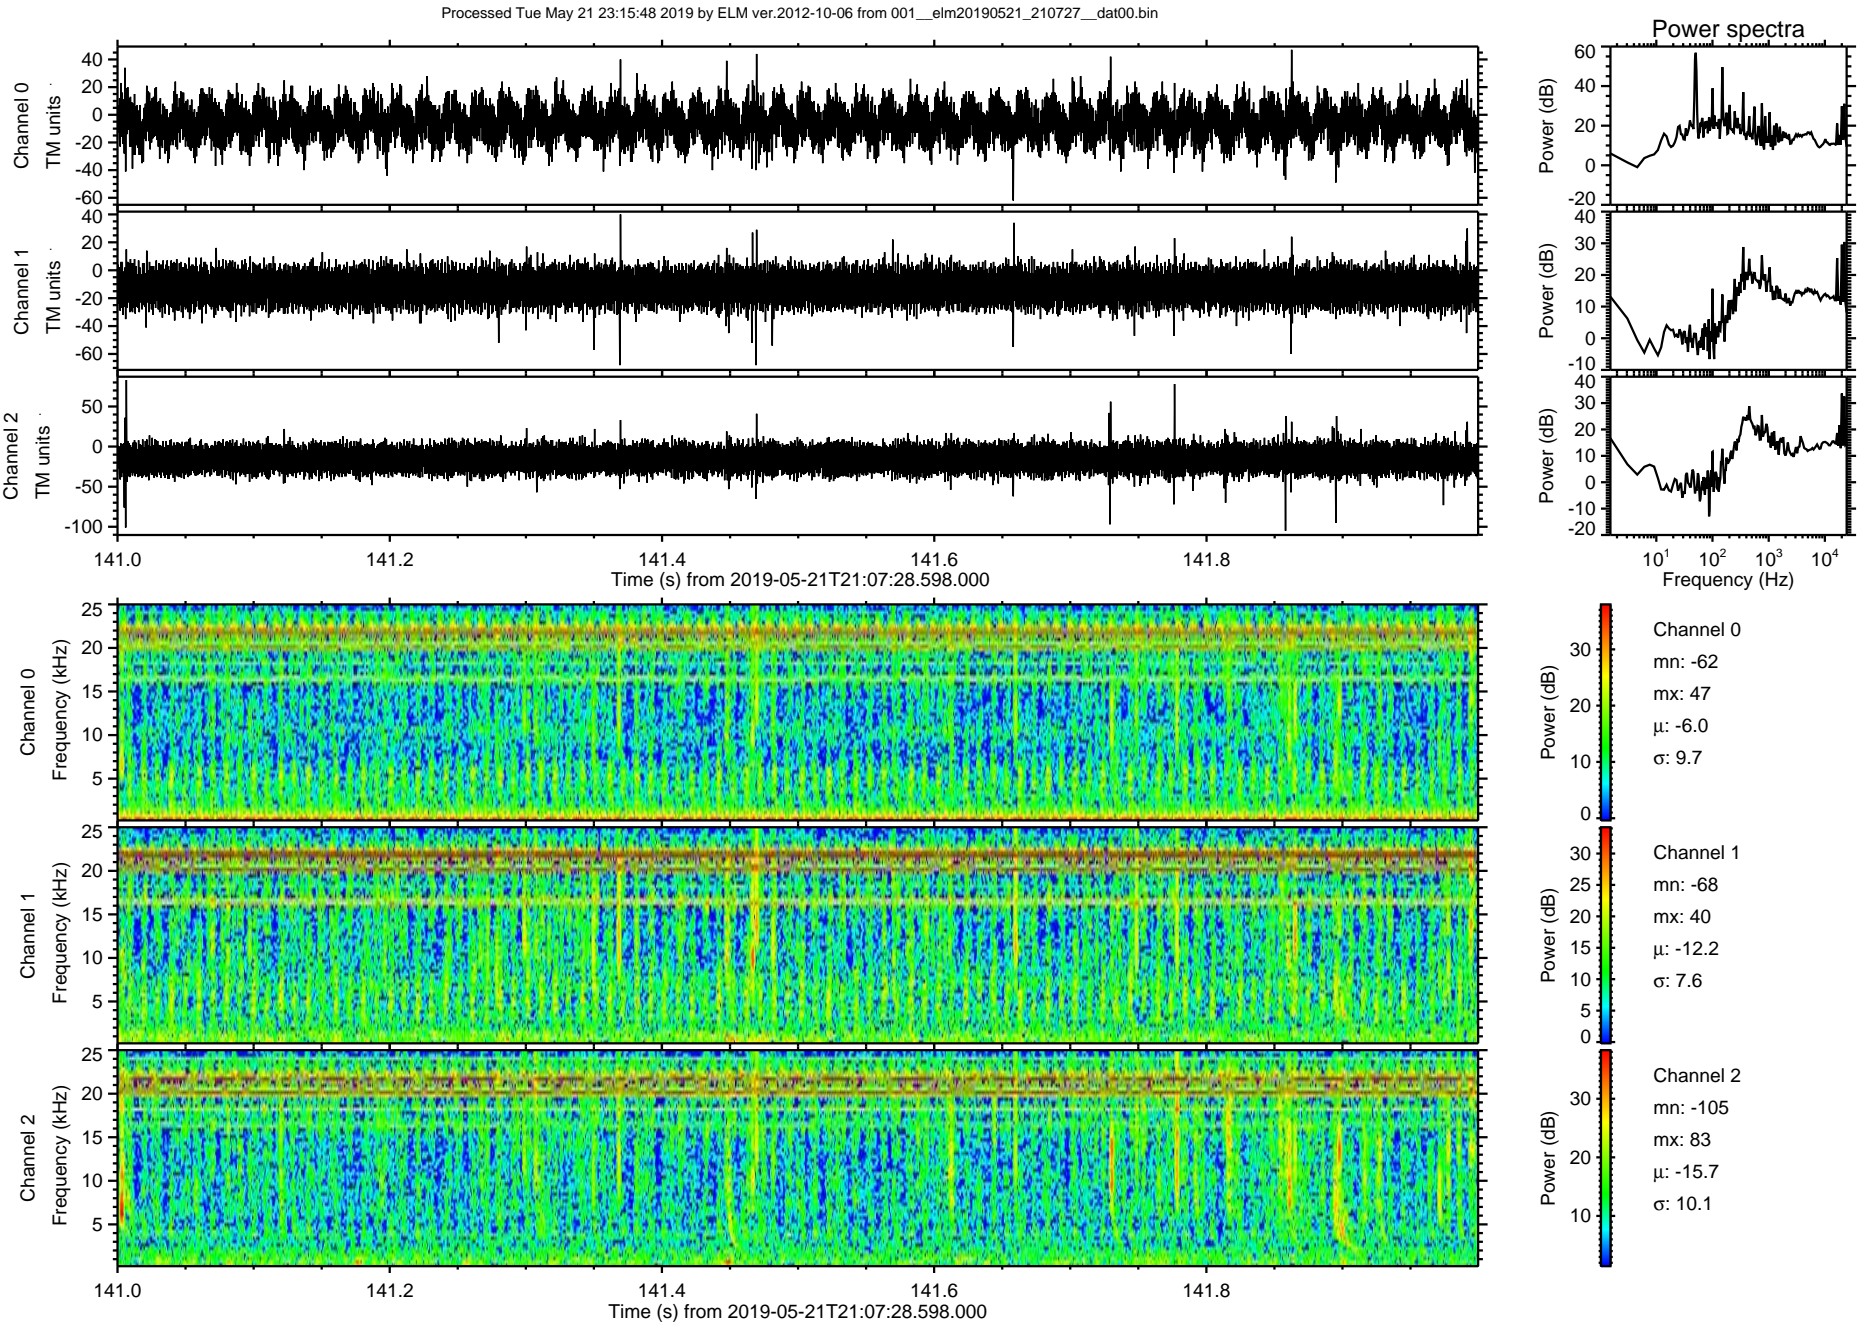 Processed Tue May 21 23:15:48 2019 by ELM ver.2012-10-06 from 001__elm20190521_210727__dat00.bin
Power spectra
Channel 0
TM units
40
20
0
-20
-40
-60
Power (dB)
60
40
20
0
-20
Channel 1
TM units
40
20
0
-20
-40
-60
Power (dB)
40
30
20
10
0
-10
Channel 2
TM units
50
0
-50
-100
Power (dB)
40
30
20
10
0
-10
-20
141.0 141.2 141.4 141.6 141.8
Time (s) from 2019-05-21T21:07:28.598.000
10¹ 10² 10³ 10⁴
Frequency (Hz)
Channel 0
Frequency (kHz)
25
20
15
10
5
Power (dB)
30
20
10
0
Channel 0
mn: -62
mx: 47
μ: -6.0
σ: 9.7
Channel 1
Frequency (kHz)
25
20
15
10
5
Power (dB)
30
25
20
15
10
5
0
Channel 1
mn: -68
mx: 40
μ: -12.2
σ: 7.6
Channel 2
Frequency (kHz)
25
20
15
10
5
Power (dB)
30
20
10
Channel 2
mn: -105
mx: 83
μ: -15.7
σ: 10.1
141.0 141.2 141.4 141.6 141.8
Time (s) from 2019-05-21T21:07:28.598.000